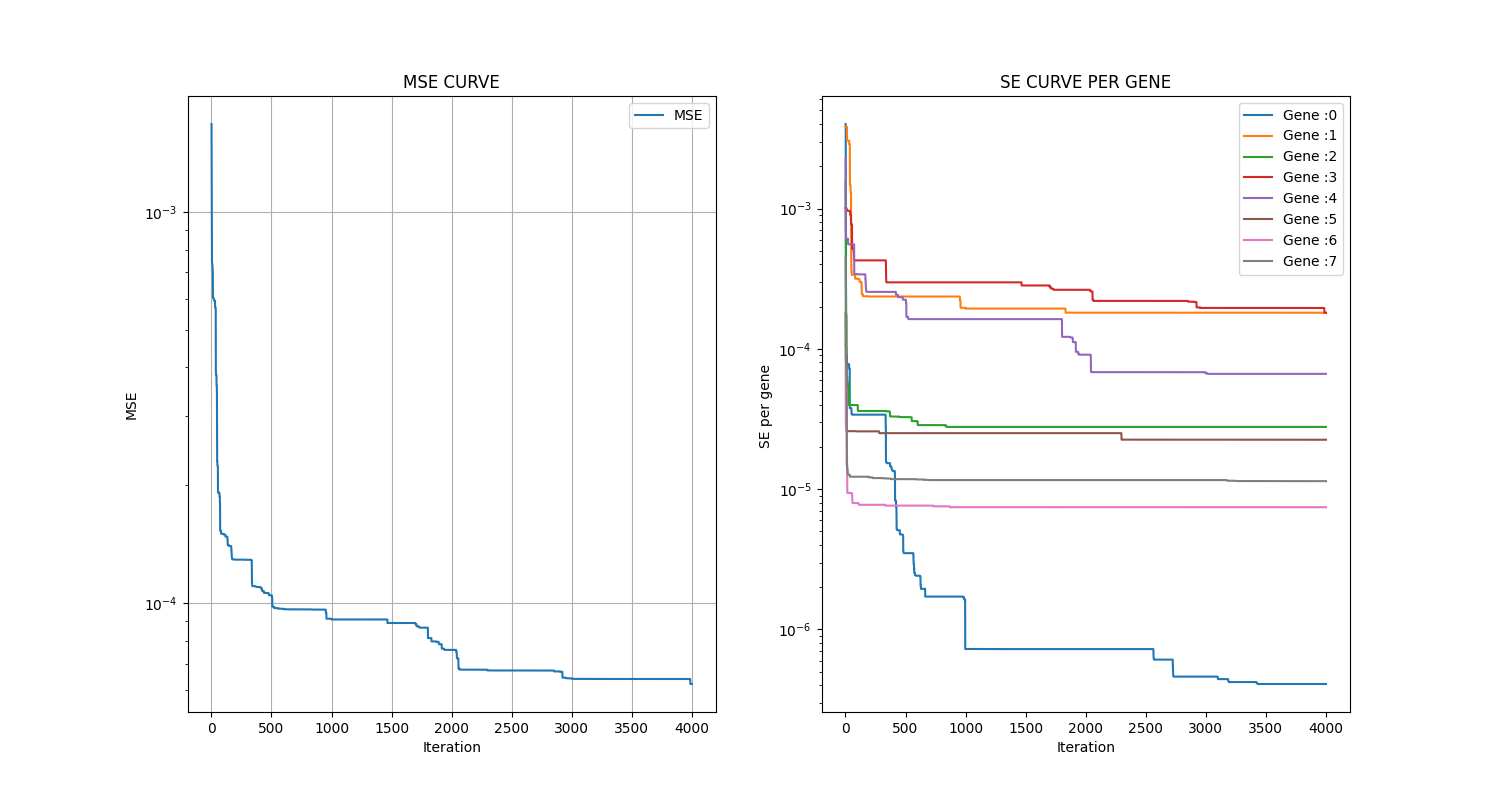 MSE CURVE
MSE
10⁻³
10⁻⁴
MSE
0 500 1000 1500 2000 2500 3000 3500 4000
Iteration
SE CURVE PER GENE
Gene :0
Gene :1
Gene :2
Gene :3
Gene :4
Gene :5
Gene :6
Gene :7
10⁻³
10⁻⁴
10⁻⁵
10⁻⁶
SE per gene
0 500 1000 1500 2000 2500 3000 3500 4000
Iteration